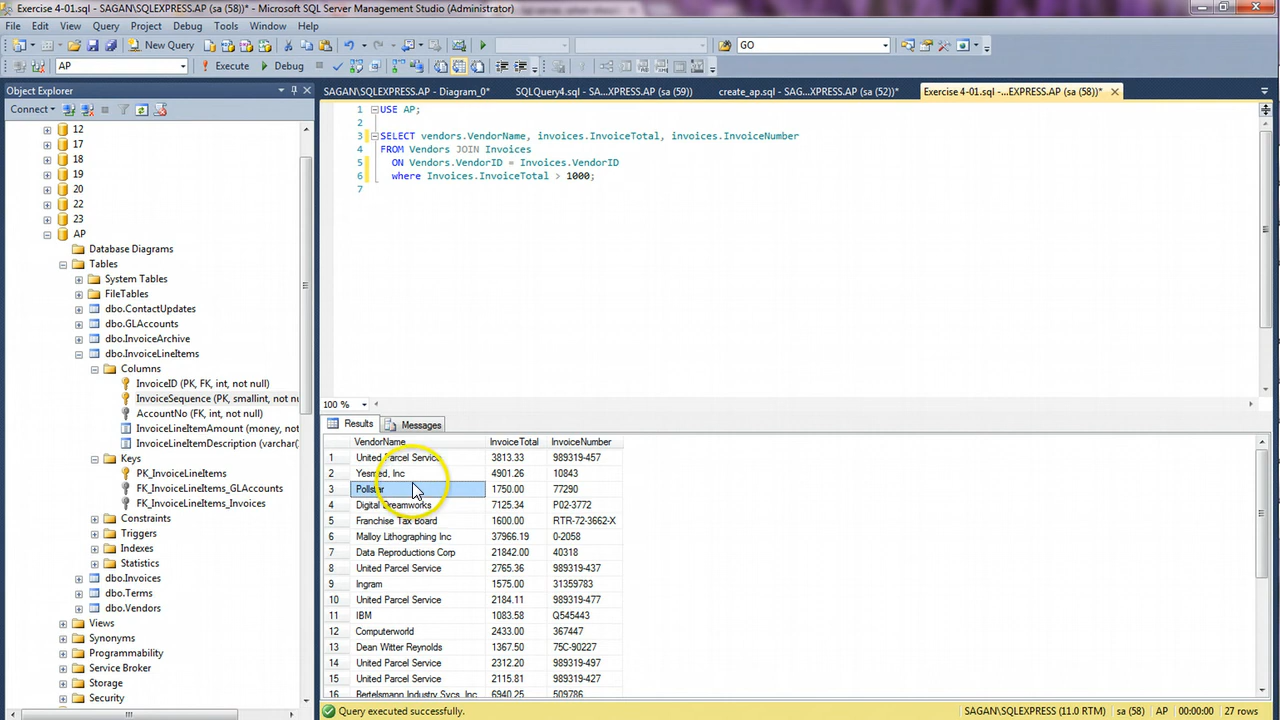 Exercise 4-01.sql - SAGAN\SQLEXPRESS.AP (sa (58))* - Microsoft SQL Server Management Studio (Administrator)
File Edit View Query Project Debug Tools Window Help
New Query GO
AP Execute Debug
Object Explorer
Connect
12
17
18
19
20
22
23
AP
Database Diagrams
Tables
System Tables
FileTables
dbo.ContactUpdates
dbo.GLAccounts
dbo.InvoiceArchive
dbo.InvoiceLineItems
Columns
InvoiceID (PK, FK, int, not null)
InvoiceSequence (PK, smallint, not nu
AccountNo (FK, int, not null)
InvoiceLineItemAmount (money, not
InvoiceLineItemDescription (varchar(
Keys
PK_InvoiceLineItems
FK_InvoiceLineItems_GLAccounts
FK_InvoiceLineItems_Invoices
Constraints
Triggers
Indexes
Statistics
dbo.Invoices
dbo.Terms
dbo.Vendors
Views
Synonyms
Programmability
Service Broker
Storage
Security
SAGAN\SQLEXPRESS.AP - Diagram_0* SQLQuery4.sql - SA...XPRESS.AP (sa (59)) create_ap.sql - SAG...XPRESS.AP (sa (52))* Exercise 4-01.sql -...EXPRESS.AP (sa (58))*
1 USE AP;
2
3 SELECT vendors.VendorName, invoices.InvoiceTotal, invoices.InvoiceNumber
4 FROM Vendors JOIN Invoices
5 ON Vendors.VendorID = Invoices.VendorID
6 where Invoices.InvoiceTotal > 1000;
7
100 %
Results Messages
VendorName InvoiceTotal InvoiceNumber
1 United Parcel Service 3813.33 989319-457
2 Yesmed, Inc 4901.26 10843
3 Pollstar 1750.00 77290
4 Digital Dreamworks 7125.34 P02-3772
5 Franchise Tax Board 1600.00 RTR-72-3662-X
6 Malloy Lithographing Inc 37966.19 0-2058
7 Data Reproductions Corp 21842.00 40318
8 United Parcel Service 2765.36 989319-437
9 Ingram 1575.00 31359783
10 United Parcel Service 2184.11 989319-477
11 IBM 1083.58 Q545443
12 Computerworld 2433.00 367447
13 Dean Witter Reynolds 1367.50 75C-90227
14 United Parcel Service 2312.20 989319-497
15 United Parcel Service 2115.81 989319-427
16 Bertelsmann Industry Svcs. Inc 6940.25 509786
Query executed successfully. SAGAN\SQLEXPRESS (11.0 RTM) sa (58) AP 00:00:00 27 rows